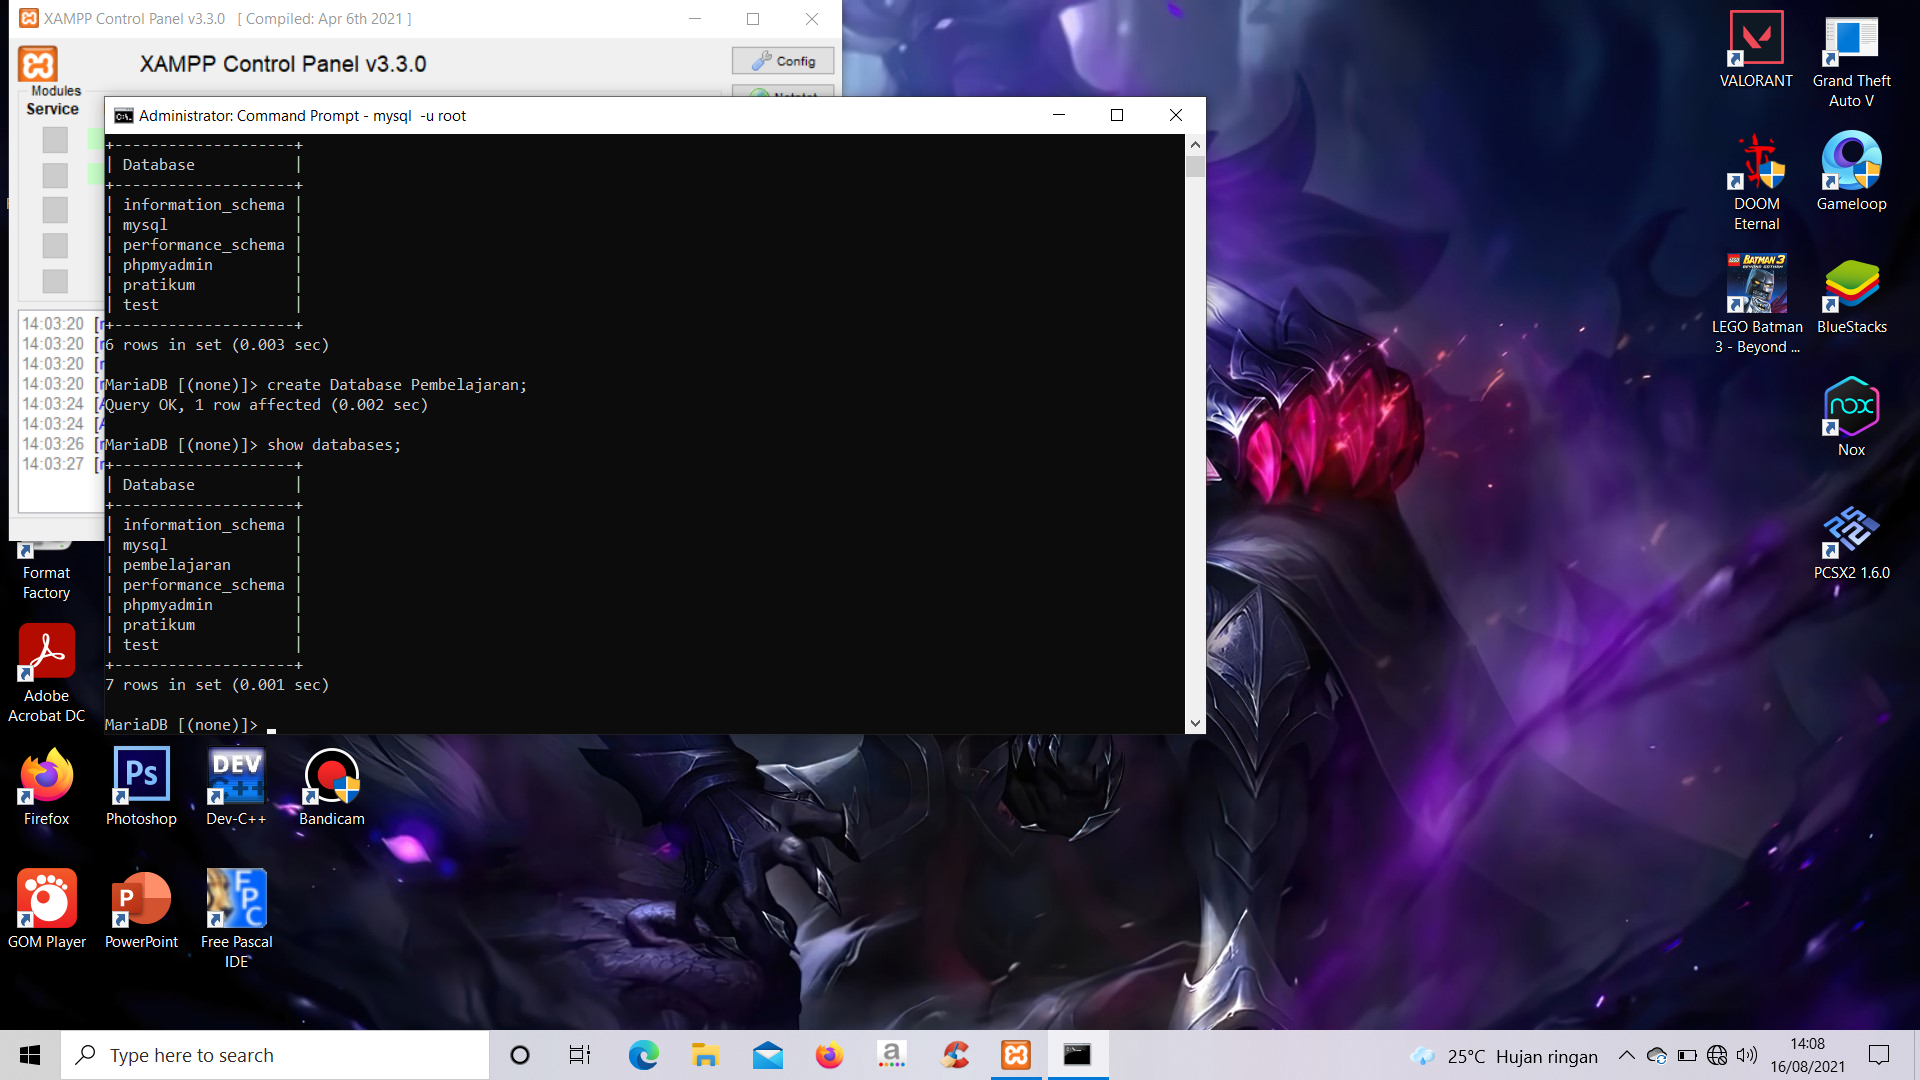 XAMPP Control Panel v3.3.0 [ Compiled: Apr 6th 2021 ]
XAMPP Control Panel v3.3.0
Config
Modules
Service
14:03:20
14:03:20
14:03:20
14:03:20
14:03:24
14:03:24
14:03:26
14:03:27
Administrator: Command Prompt - mysql -u root
+--------------------+
| Database           |
+--------------------+
| information_schema |
| mysql              |
| performance_schema |
| phpmyadmin         |
| pratikum           |
| test               |
+--------------------+
6 rows in set (0.003 sec)
MariaDB [(none)]> create Database Pembelajaran;
Query OK, 1 row affected (0.002 sec)
MariaDB [(none)]> show databases;
+--------------------+
| Database           |
+--------------------+
| information_schema |
| mysql              |
| pembelajaran       |
| performance_schema |
| phpmyadmin         |
| pratikum           |
| test               |
+--------------------+
7 rows in set (0.001 sec)
MariaDB [(none)]>
VALORANT
Grand Theft
Auto V
DOOM
Eternal
Gameloop
LEGO Batman
3 - Beyond ...
BlueStacks
nox
Nox
PCSX2 1.6.0
Format
Factory
Adobe
Acrobat DC
Firefox
Ps
Photoshop
DEV
C++
Dev-C++
Bandicam
GOM Player
P
PowerPoint
F
P
C
Free Pascal
IDE
Type here to search
a
25°C Hujan ringan
14:08
16/08/2021